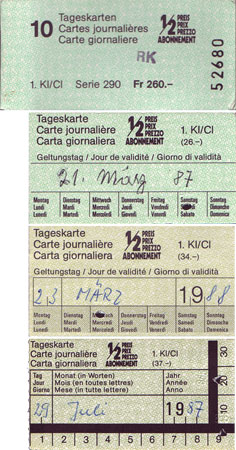 10 Tageskarten
Cartes journalières
Carte giornaliere
1/2 PREIS PRIX PREZZO ABONNEMENT
RK
52680
1. Kl/Cl Serie 290 Fr 260.–
Tageskarte
Carte journalière
Carta giornaliera
1/2 PREIS PRIX PREZZO ABONNEMENT
1. Kl/Cl
(26.–)
Geltungstag / Jour de validité / Giorno di validità
21. März 87
Montag Dienstag Mittwoch Donnerstag Freitag Samstag Sonntag
Lundi Mardi Mercredi Jeudi Vendredi Samedi Dimanche
Lunedì Martedì Mercoledì Giovedì Venerdì Sabato Domenica
Tageskarte
Carte journalière
Carta giornaliera
1/2 PREIS PRIX PREZZO ABONNEMENT
1. Kl/Cl
(34.–)
Geltungstag / Jour de validité / Giorno di validità
23 MÄRZ 1988
Montag Dienstag Mittwoch Donnerstag Freitag Samstag Sonntag
Lundi Mardi Mercredi Jeudi Vendredi Samedi Dimanche
Lunedì Martedì Mercoledì Giovedì Venerdì Sabato Domenica
Tageskarte
Carte journalière
Carta giornaliera
1/2 PREIS PRIX PREZZO ABONNEMENT
1. Kl/Cl
(37.–)
30
Tag Monat (in Worten) Jahr
Jour Mois (en toutes lettres) Année
Giorno Mese (in tutte lettere) Anno
29 Juli 1987
1 2 3 4 5 6 7 8 9